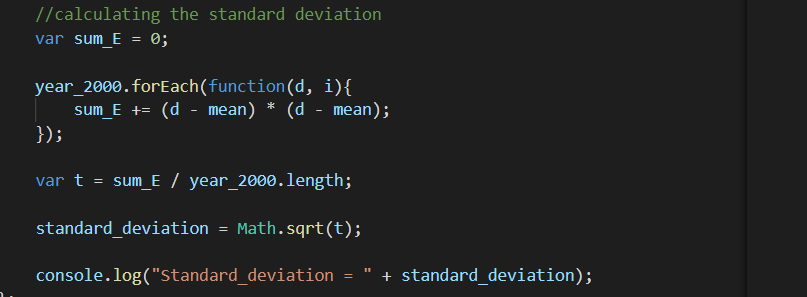 //calculating the standard deviation
var sum_E = 0;
year_2000.forEach(function(d, i){
sum_E += (d - mean) * (d - mean);
});
var t = sum_E / year_2000.length;
standard_deviation = Math.sqrt(t);
console.log("Standard_deviation = " + standard_deviation);